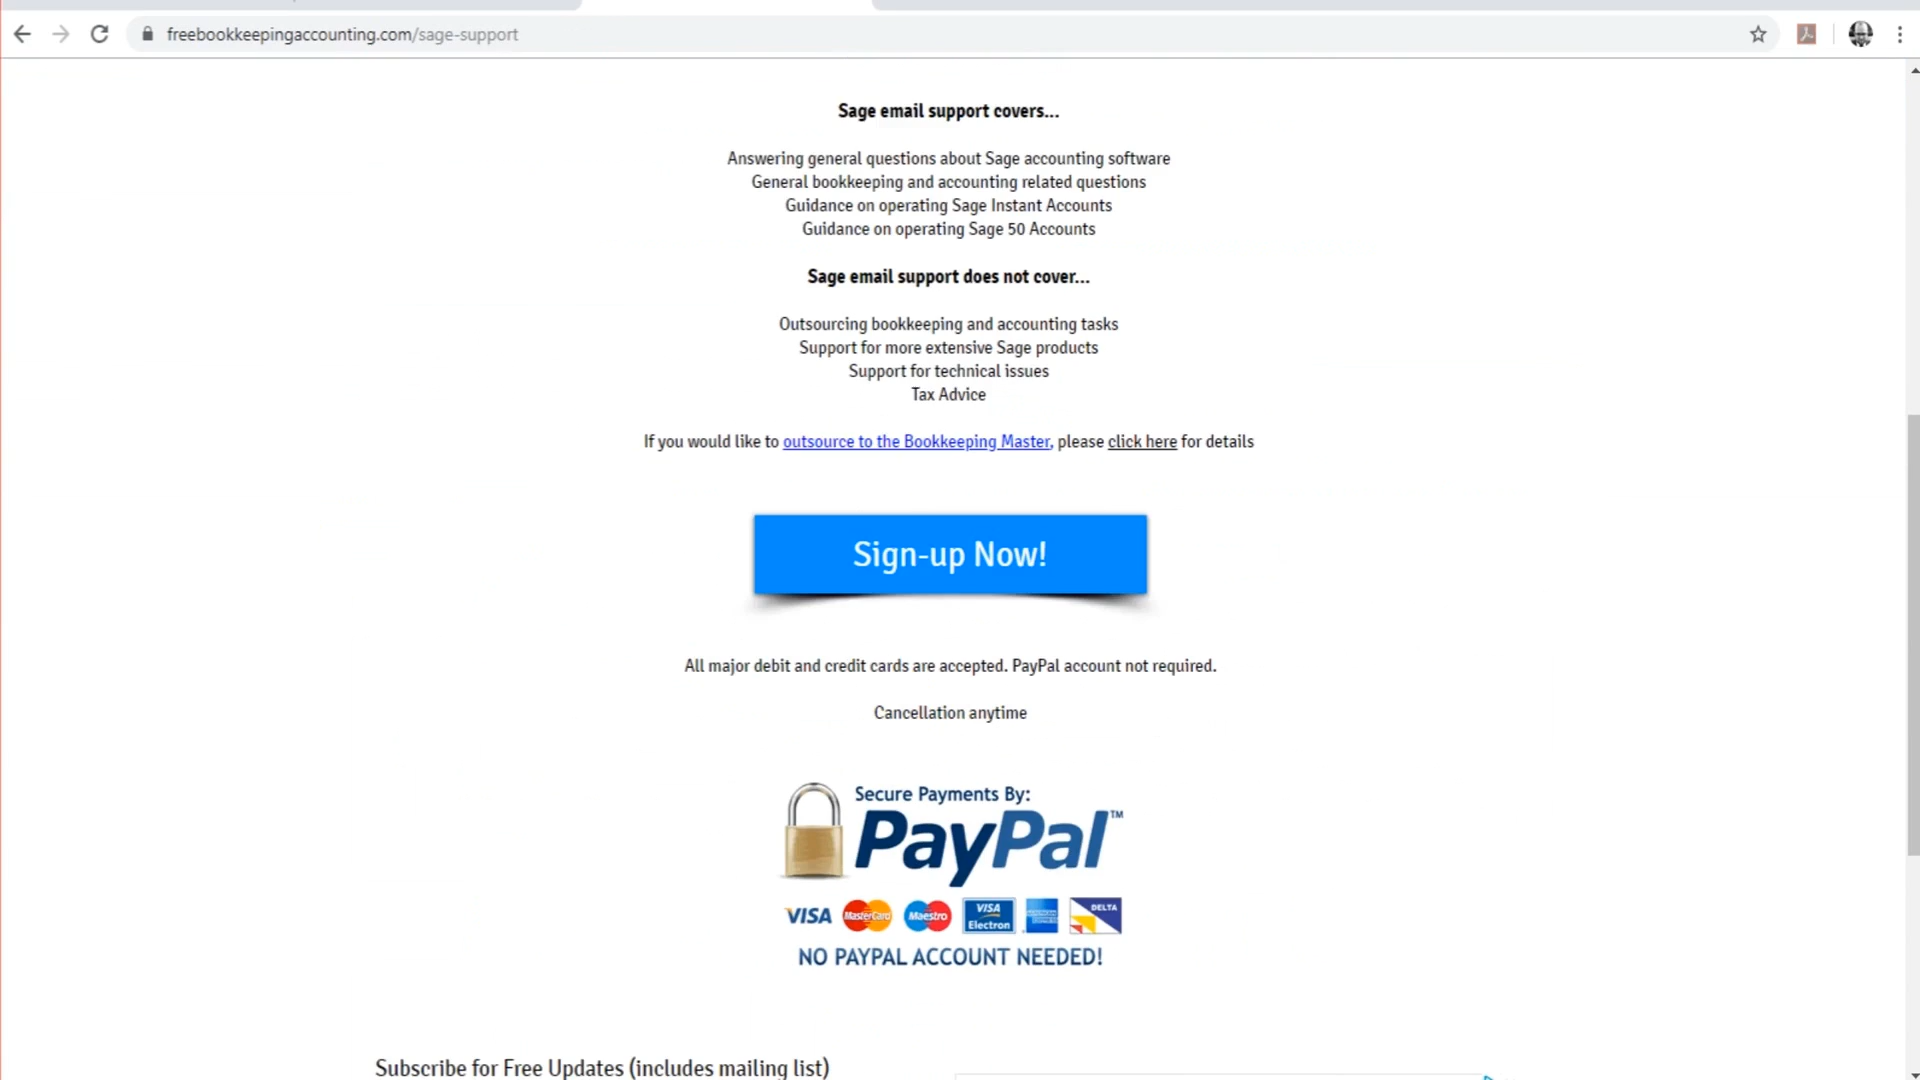 freebookkeepingaccounting.com/sage-support
Sage email support covers...
Answering general questions about Sage accounting software
General bookkeeping and accounting related questions
Guidance on operating Sage Instant Accounts
Guidance on operating Sage 50 Accounts
Sage email support does not cover...
Outsourcing bookkeeping and accounting tasks
Support for more extensive Sage products
Support for technical issues
Tax Advice
If you would like to outsource to the Bookkeeping Master, please click here for details
Sign-up Now!
All major debit and credit cards are accepted. PayPal account not required.
Cancellation anytime
Secure Payments By:
PayPal™
VISA MasterCard Maestro VISA Electron AMERICAN EXPRESS DELTA
NO PAYPAL ACCOUNT NEEDED!
Subscribe for Free Updates (includes mailing list)